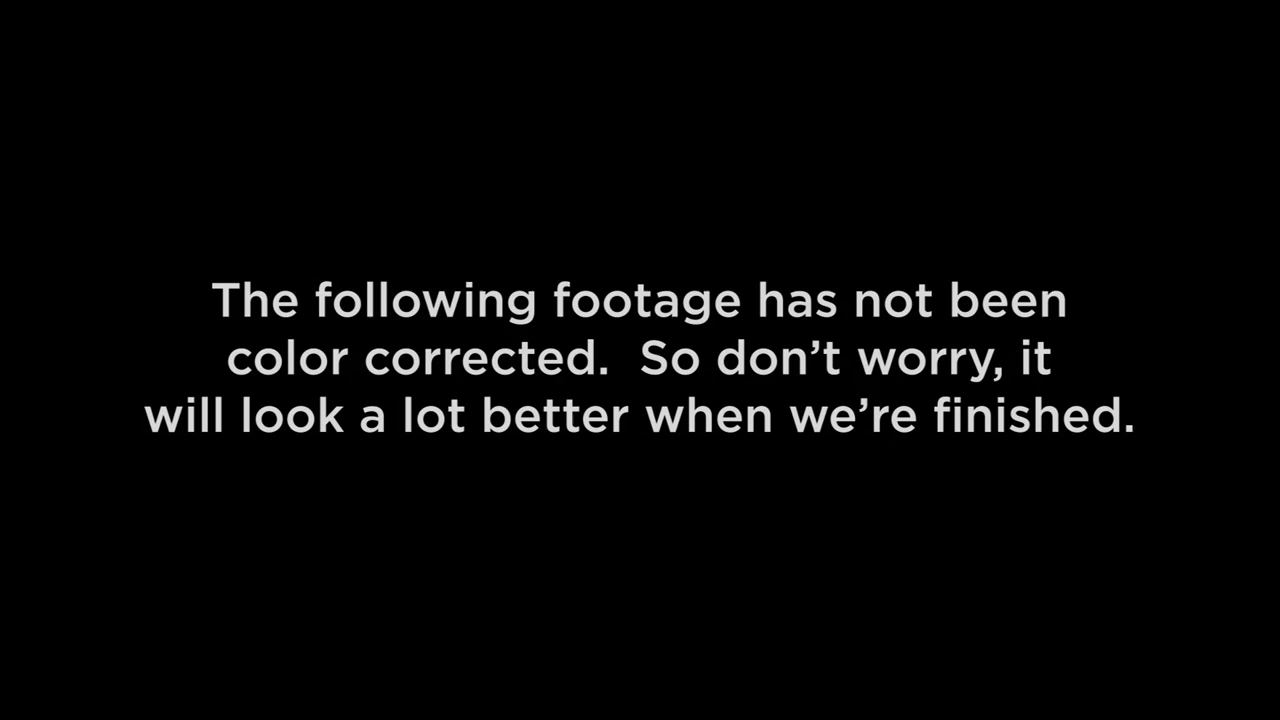 The following footage has not been
color corrected.  So don’t worry, it
will look a lot better when we’re finished.